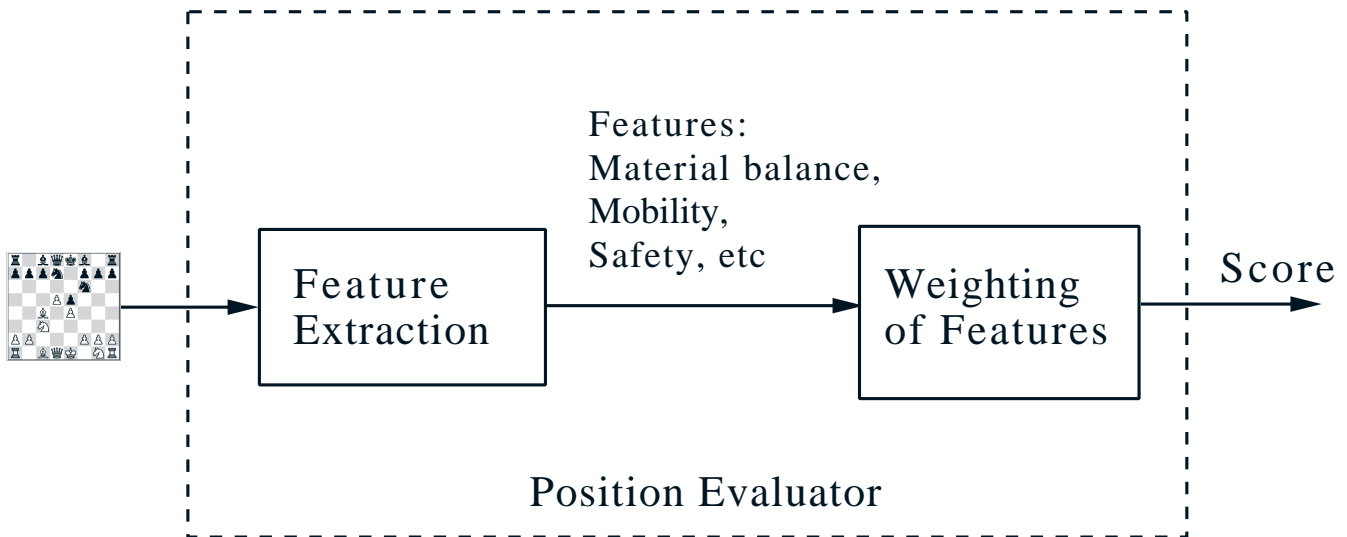 Features:
Material balance,
Mobility,
Safety, etc
Feature
Extraction
Weighting
of Features
Score
Position Evaluator